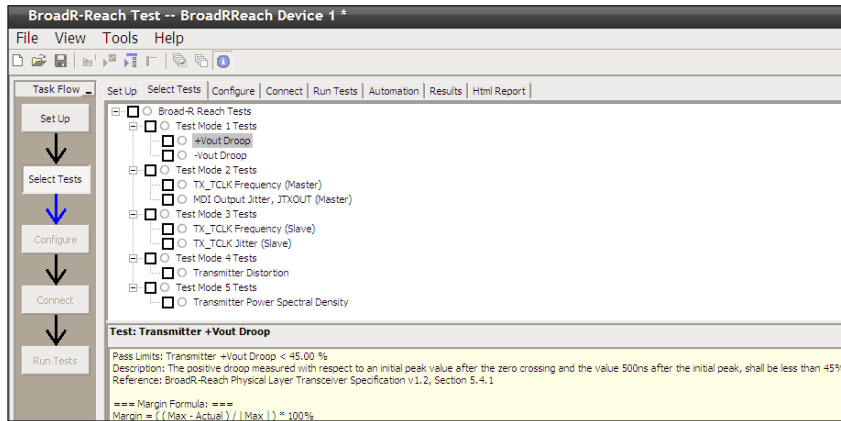 BroadR-Reach Test -- BroadRReach Device 1 *
File View Tools Help
Task Flow
Set Up Select Tests Configure Connect Run Tests Automation Results Html Report
Set Up
Select Tests
Configure
Connect
Run Tests
Broad-R Reach Tests
Test Mode 1 Tests
+Vout Droop
-Vout Droop
Test Mode 2 Tests
TX_TCLK Frequency (Master)
MDI Output Jitter, JTXOUT (Master)
Test Mode 3 Tests
TX_TCLK Frequency (Slave)
TX_TCLK Jitter (Slave)
Test Mode 4 Tests
Transmitter Distortion
Test Mode 5 Tests
Transmitter Power Spectral Density
Test: Transmitter +Vout Droop
Pass Limits: Transmitter +Vout Droop < 45.00 %
Description: The positive droop measured with respect to an initial peak value after the zero crossing and the value 500ns after the initial peak, shall be less than 45%
Reference: BroadR-Reach Physical Layer Transceiver Specification v1.2, Section 5.4.1
=== Margin Formula: ===
Margin = ( ( Max - Actual ) / | Max | ) * 100%